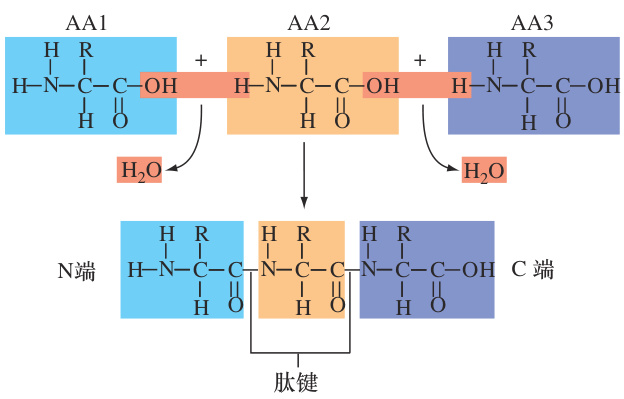 AA1 AA2 AA3
H R H R H R
+ +
H—N—C—C—OH H—N—C—C—OH H—N—C—C—OH
H O H O H O
H₂O H₂O
H R H R H R
N端 H—N—C—C—N—C—C—N—C—C—OH C 端
H O H O H O
肽键